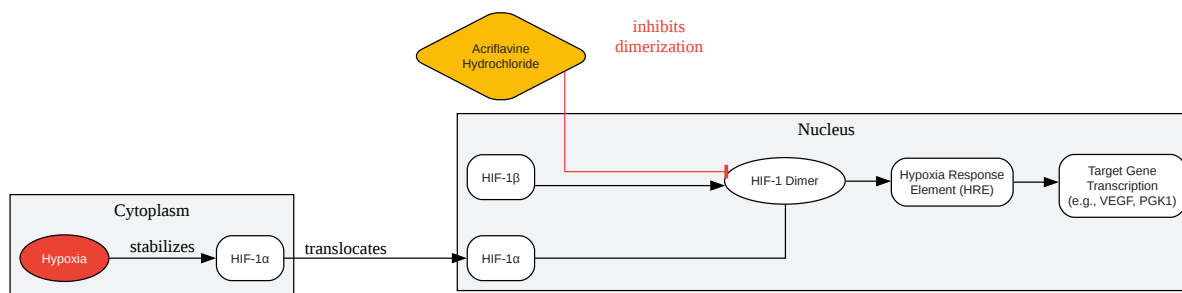 inhibits
dimerization
Acriflavine
Hydrochloride
Nucleus
HIF-1β
HIF-1 Dimer
Hypoxia Response
Element (HRE)
Target Gene
Transcription
(e.g., VEGF, PGK1)
Cytoplasm
Hypoxia
stabilizes
HIF-1α
translocates
HIF-1α